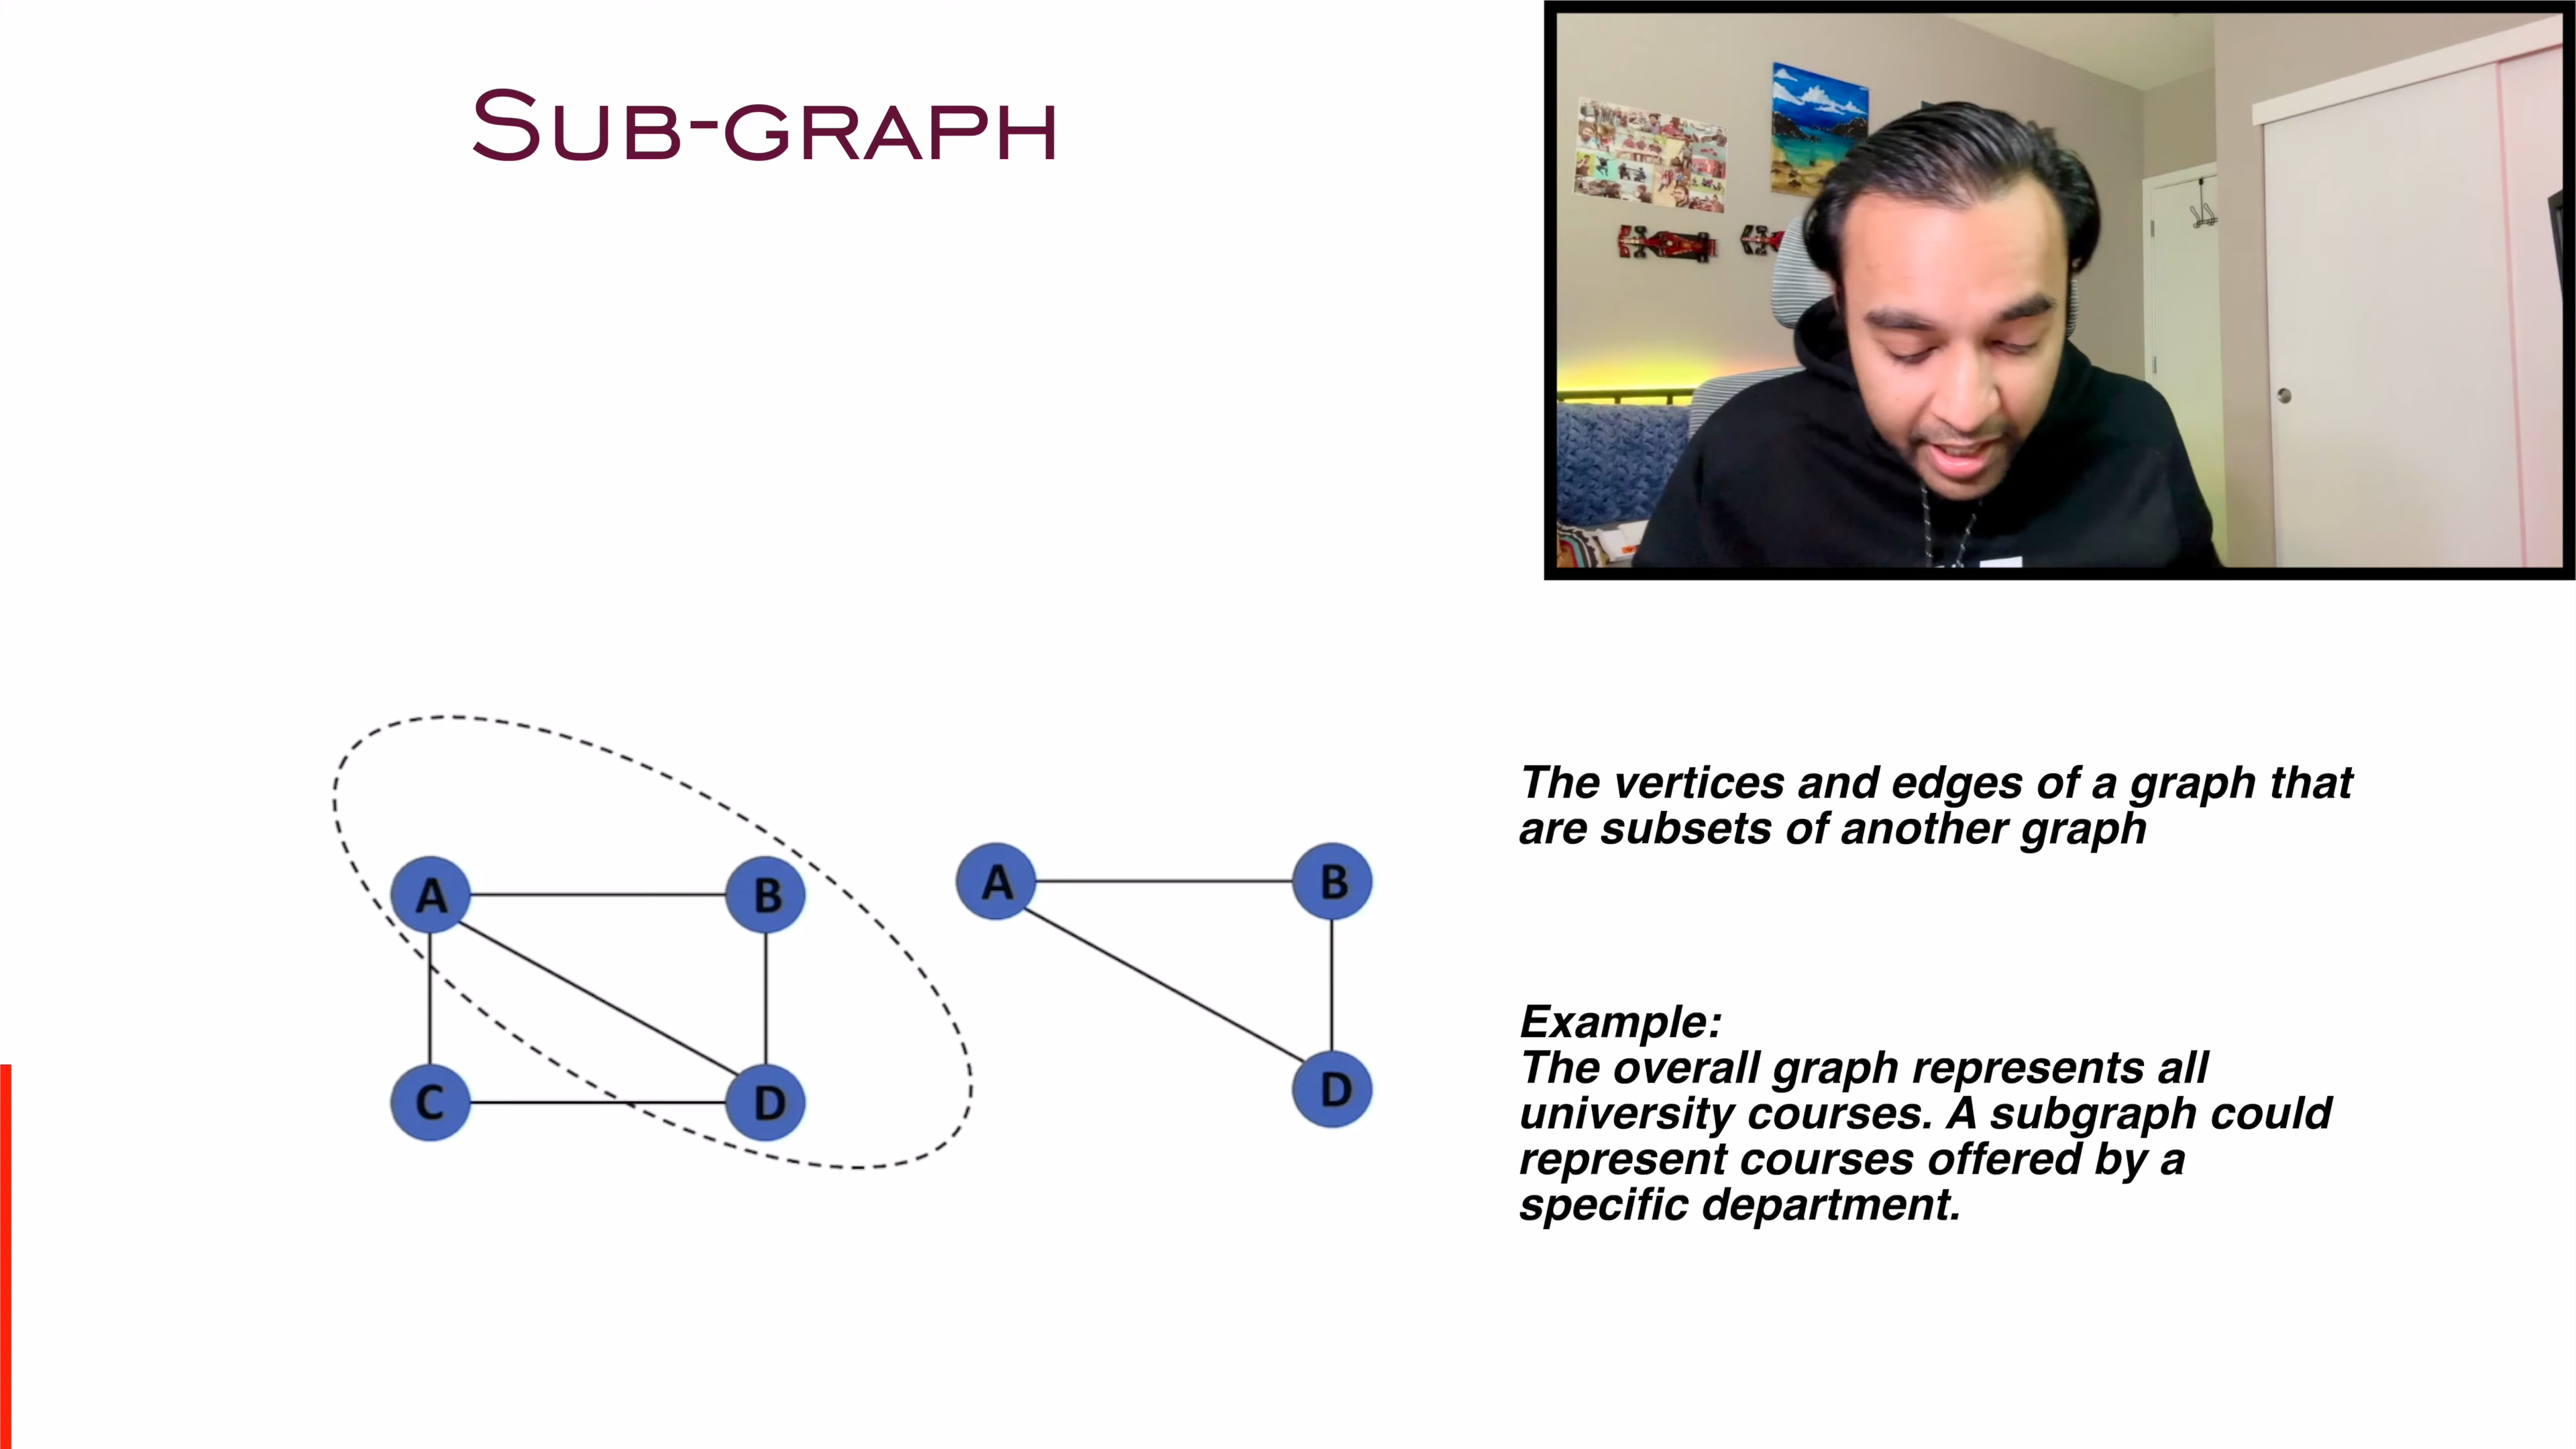 SUB-GRAPH
A
B
C
D
A
B
D
The vertices and edges of a graph that
are subsets of another graph
Example:
The overall graph represents all
university courses. A subgraph could
represent courses offered by a
specific department.